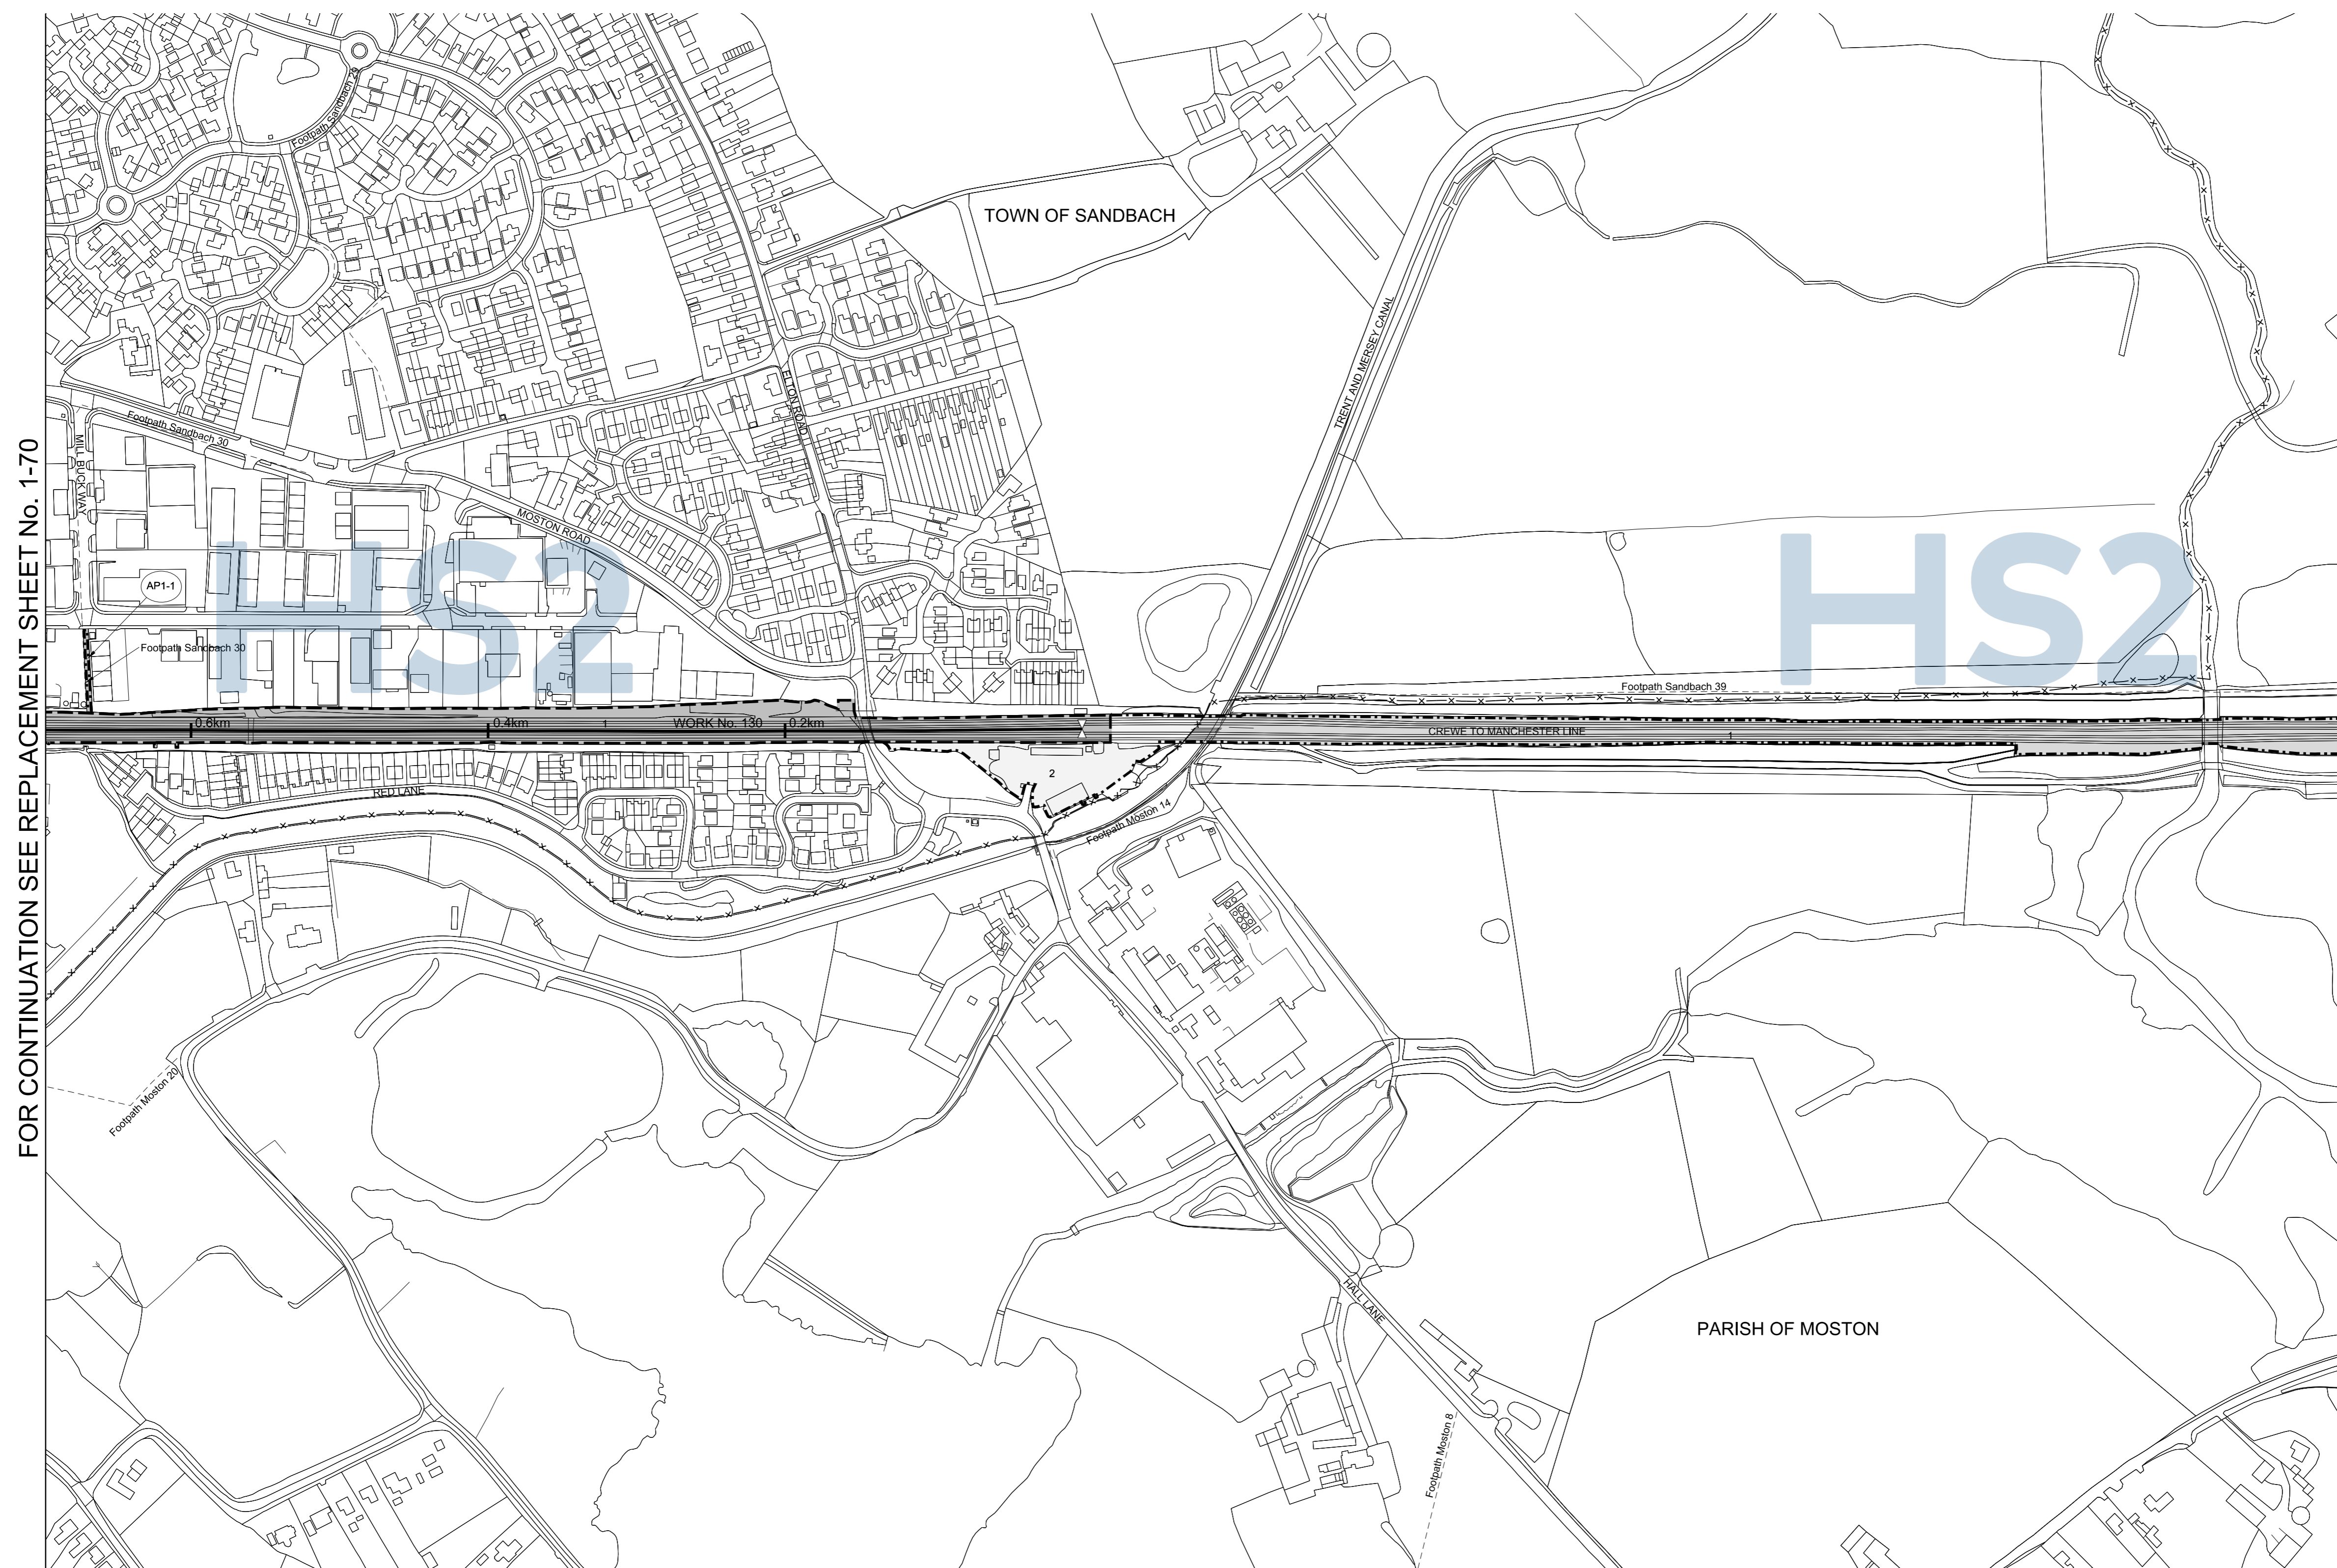 FOR CONTINUATION SEE REPLACEMENT SHEET No. 1-70
Footpath Sandbach 29
TOWN OF SANDBACH
TRENT AND MERSEY CANAL
ELTON ROAD
Footpath Sandbach 30
MILL BUCK WAY
MOSTON ROAD
HS2
HS2
AP1-1
Footpath Sandbach 30
Footpath Sandbach 39
0.6km
0.4km
1
WORK No. 130
0.2km
CREWE TO MANCHESTER LINE
1
2
RED LANE
Footpath Moston 14
Footpath Moston 20
HALL LANE
PARISH OF MOSTON
Footpath Moston 8